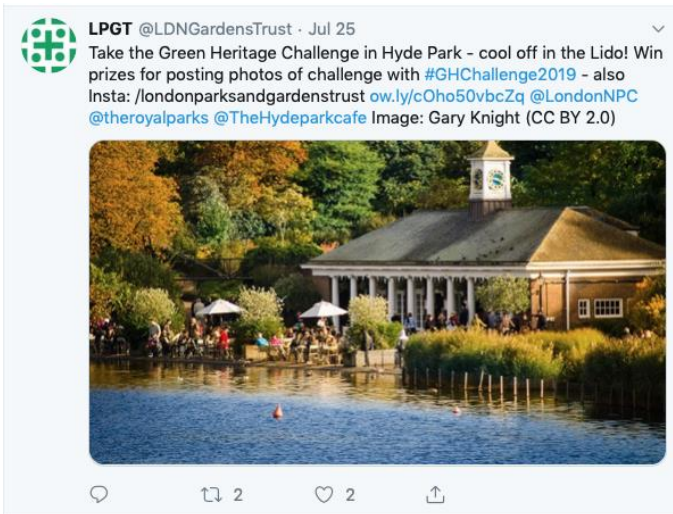 LPGT @LDNGardensTrust · Jul 25
Take the Green Heritage Challenge in Hyde Park - cool off in the Lido! Win
prizes for posting photos of challenge with #GHChallenge2019 - also
Insta: /londonparksandgardenstrust ow.ly/cOho50vbcZq @LondonNPC
@theroyalparks @TheHydeparkcafe Image: Gary Knight (CC BY 2.0)
2 2